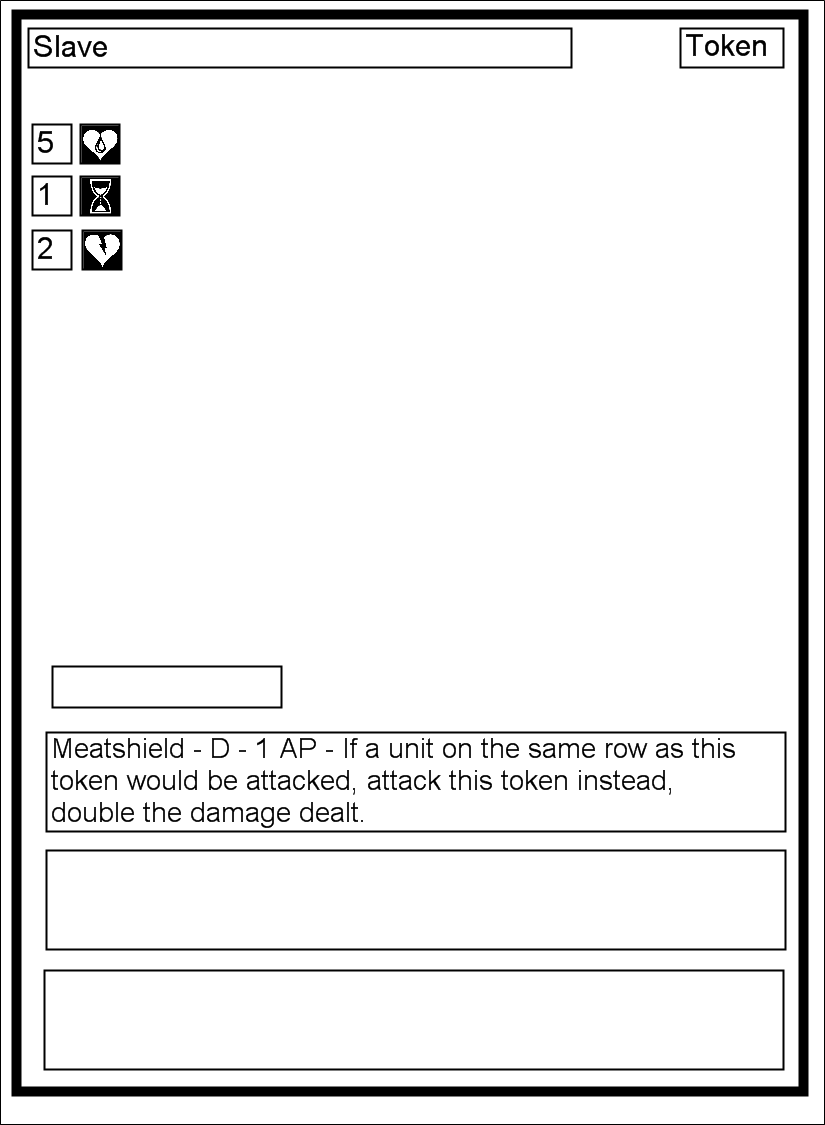 Slave
Token
5
1
2
Meatshield - D - 1 AP - If a unit on the same row as this
token would be attacked, attack this token instead,
double the damage dealt.